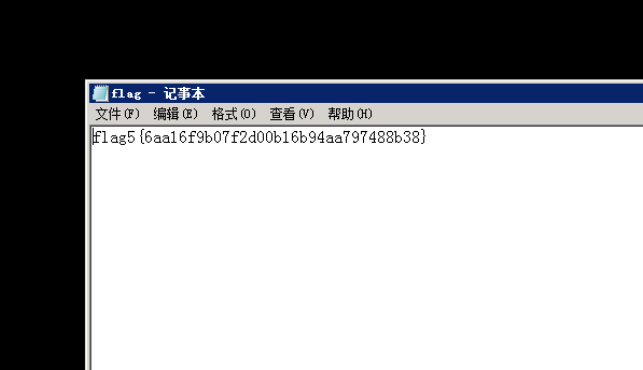 flag - 记事本
文件(F) 编辑(E) 格式(O) 查看(V) 帮助(H)
flag5{6aa16f9b07f2d00b16b94aa797488b38}